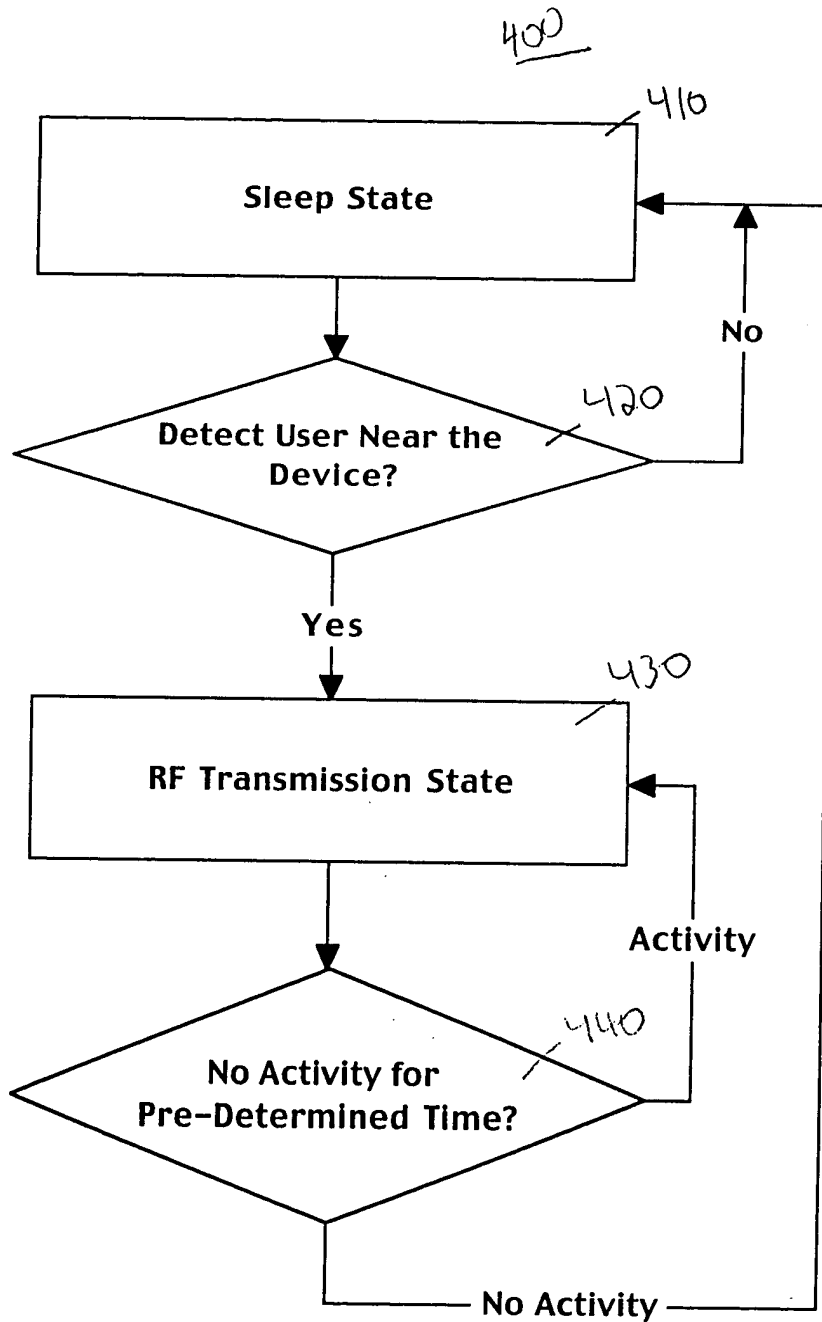 400
410
Sleep State
No
420
Detect User Near the
Device?
Yes
430
RF Transmission State
Activity
440
No Activity for
Pre-Determined Time?
No Activity